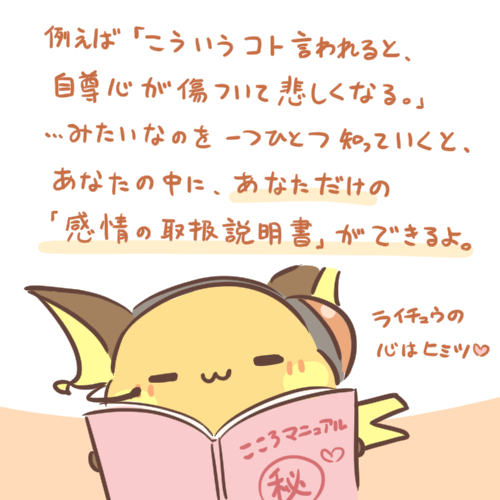 例えば「こういうコト言われると、
自尊心が傷ついて悲しくなる。」
…みたいなのを一つひとつ知っていくと、
あなたの中に、あなただけの
「感情の取扱説明書」ができるよ。
ライチュウの
心はヒミツ♡
こころマニュアル
♡
秘